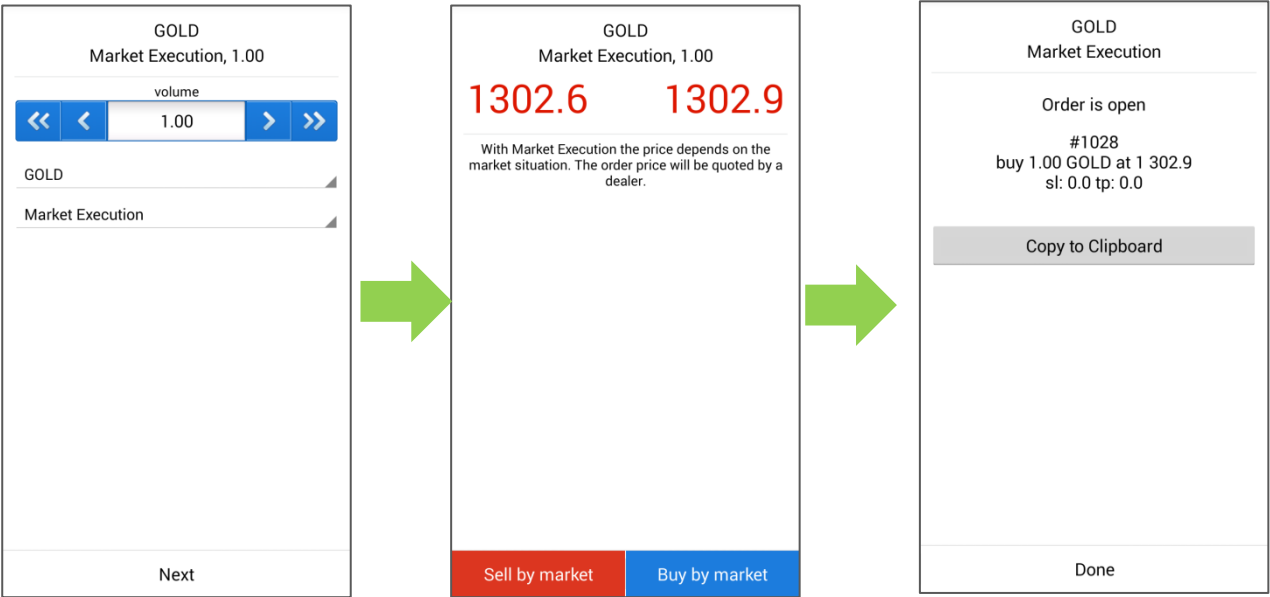 GOLD
Market Execution, 1.00
volume
1.00
GOLD
Market Execution
Next
GOLD
Market Execution, 1.00
1302.6 1302.9
With Market Execution the price depends on the
market situation. The order price will be quoted by a
dealer.
Sell by market Buy by market
GOLD
Market Execution
Order is open
#1028
buy 1.00 GOLD at 1 302.9
sl: 0.0 tp: 0.0
Copy to Clipboard
Done